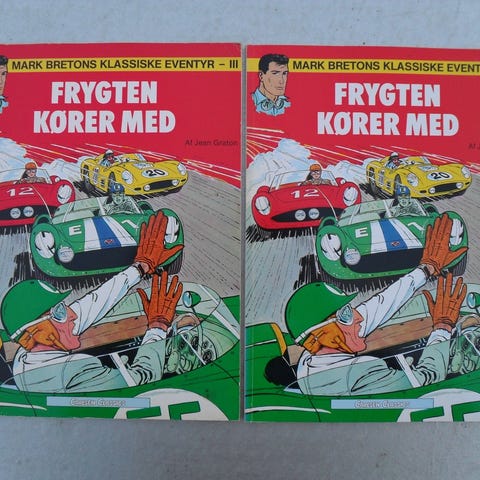 MARK BRETONS KLASSISKE EVENTYR – III
FRYGTEN
KØRER MED
Af Jean Graton
12
20
E
CARLSEN CLASSICS
MARK BRETONS KLASSISKE EVENT
FRYGTEN
KØRER MED
Af J
12
20
E
CARLSEN CLASSICS